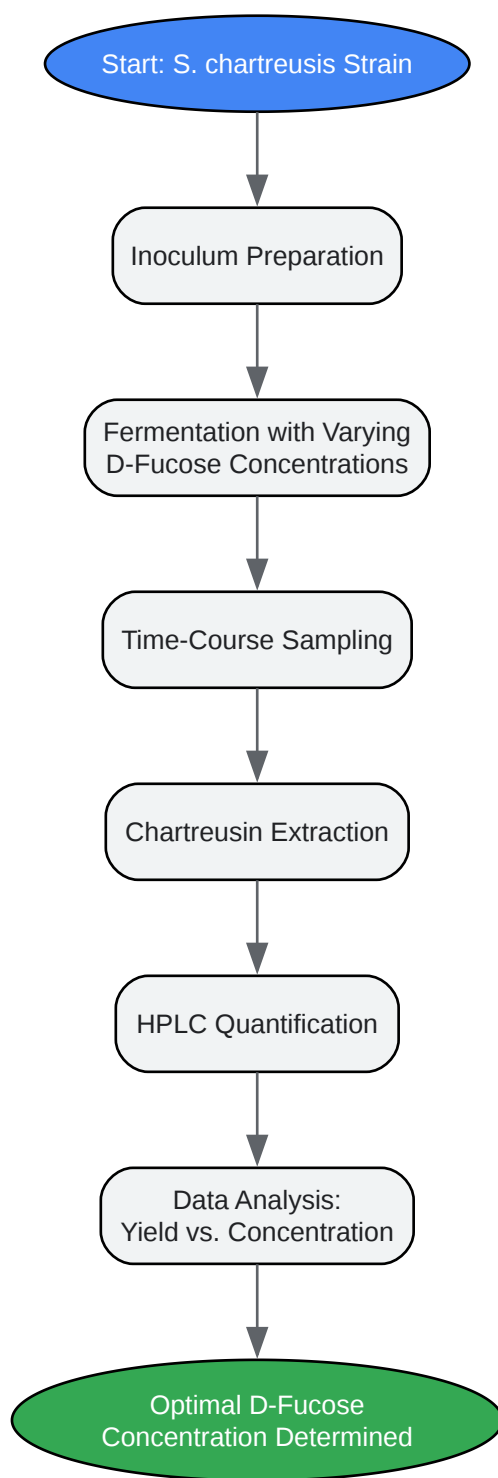 Start: S. chartreusis Strain
Inoculum Preparation
Fermentation with Varying
D-Fucose Concentrations
Time-Course Sampling
Chartreusin Extraction
HPLC Quantification
Data Analysis:
Yield vs. Concentration
Optimal D-Fucose
Concentration Determined